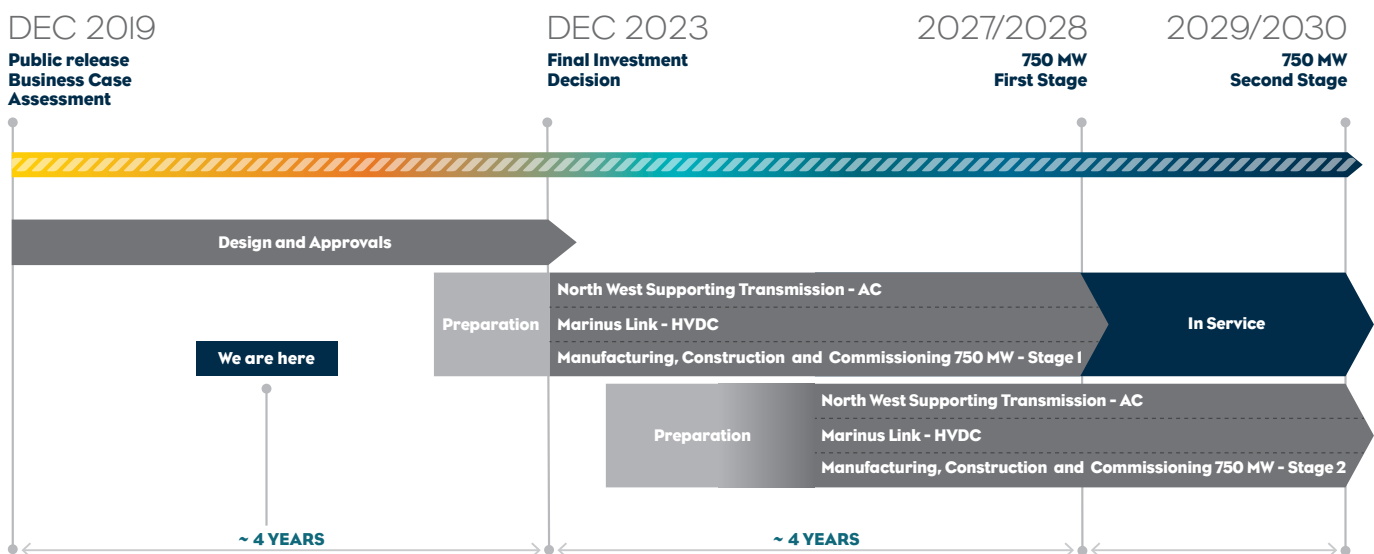 DEC 2019
Public release
Business Case
Assessment
DEC 2023
Final Investment
Decision
2027/2028
750 MW
First Stage
2029/2030
750 MW
Second Stage
Design and Approvals
Preparation
North West Supporting Transmission - AC
Marinus Link - HVDC
Manufacturing, Construction and Commissioning 750 MW - Stage 1
In Service
We are here
Preparation
North West Supporting Transmission - AC
Marinus Link - HVDC
Manufacturing, Construction and Commissioning 750 MW - Stage 2
~ 4 YEARS
~ 4 YEARS